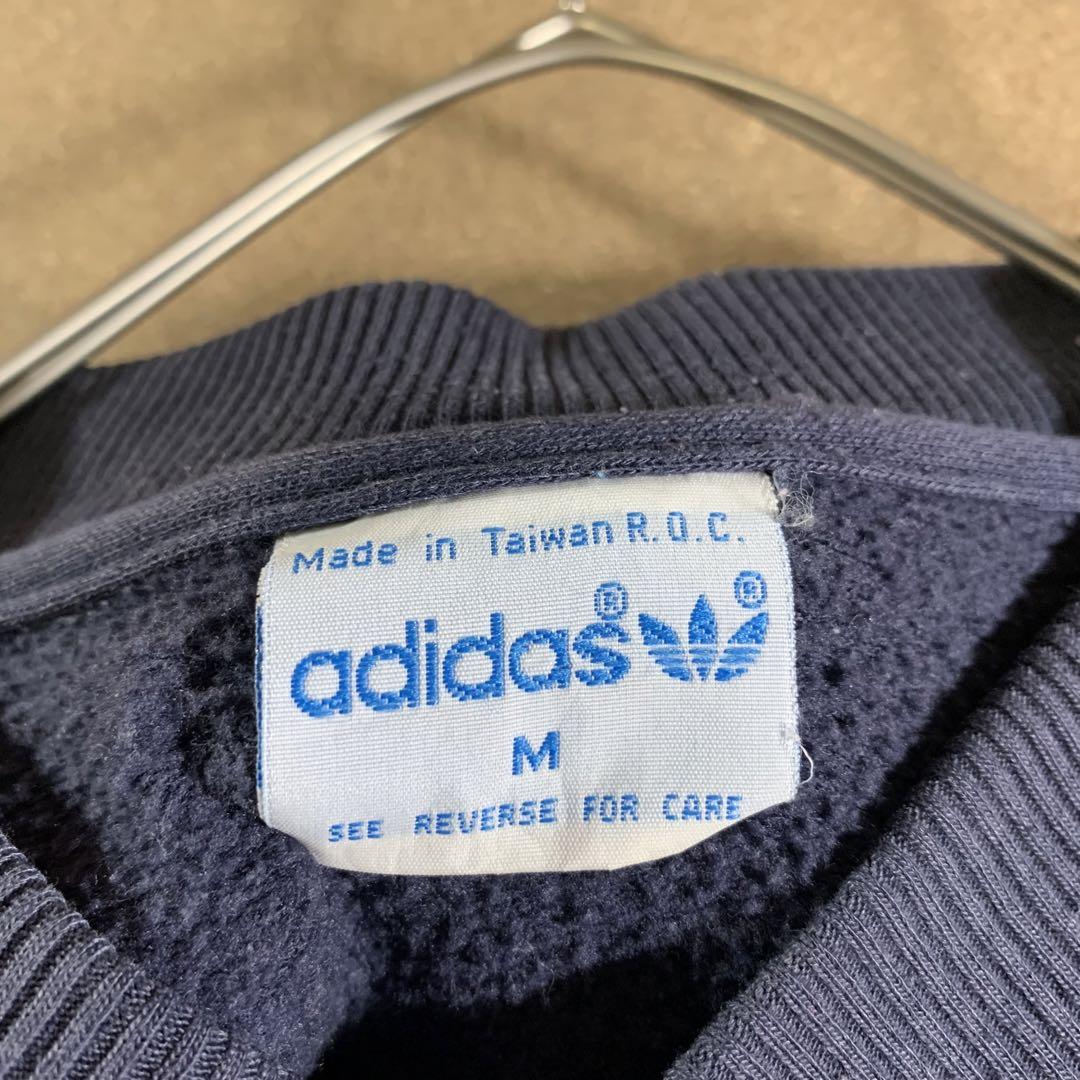 Made in Taiwan R.O.C.
adidas® ®
M
SEE REVERSE FOR CARE